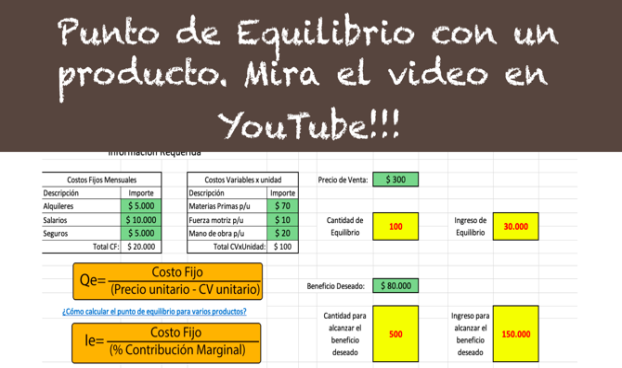 Punto de Equilibrio con un
producto. Mira el video en
YouTube!!!
Información Requerida
Costos Fijos Mensuales
Descripción Importe
Alquileres $ 5.000
Salarios $ 10.000
Seguros $ 5.000
Total CF: $ 20.000
Costos Variables x unidad
Descripción Importe
Materias Primas p/u $ 70
Fuerza motriz p/u $ 10
Mano de obra p/u $ 20
Total CVxUnidad: $ 100
Precio de Venta: $ 300
Cantidad de
Equilibrio
100
Ingreso de
Equilibrio
30.000
Qe= Costo Fijo
(Precio unitario - CV unitario)
Beneficio Deseado: $ 80.000
¿Cómo calcular el punto de equilibrio para varios productos?
Ie= Costo Fijo
(% Contribución Marginal)
Cantidad para
alcanzar el
beneficio
deseado
500
Ingreso para
alcanzar el
beneficio
deseado
150.000